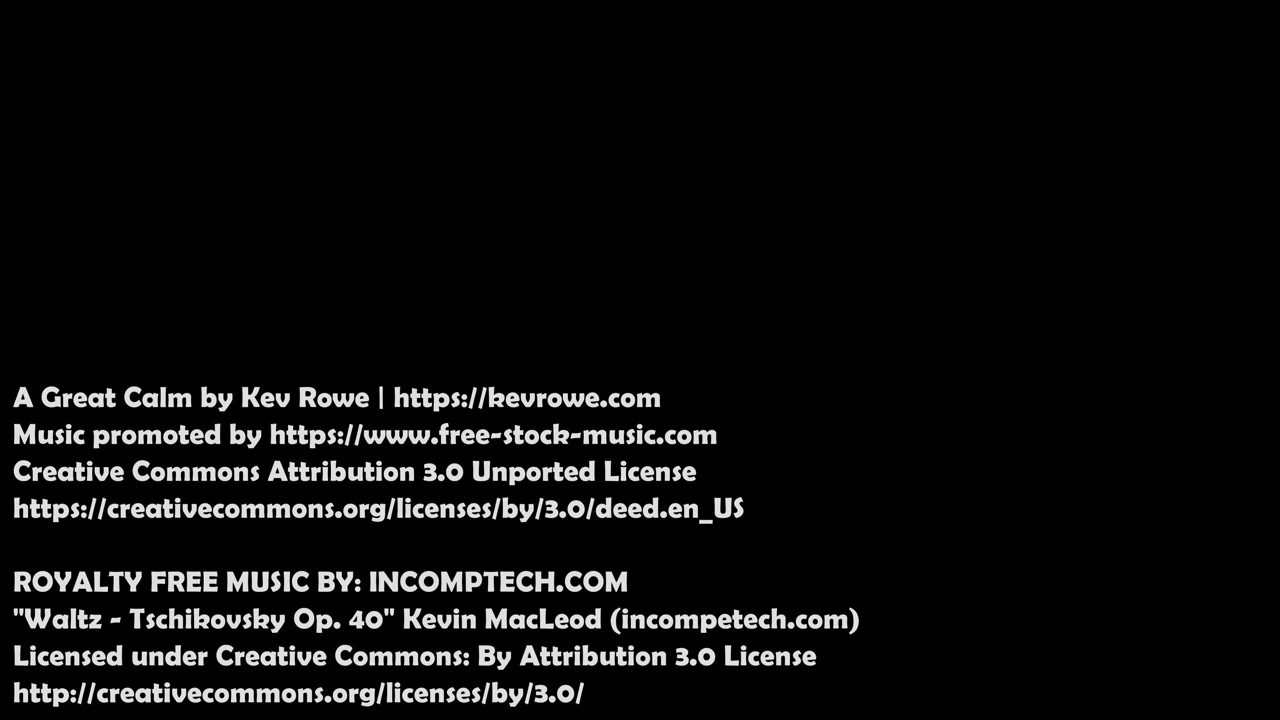 A Great Calm by Kev Rowe | https://kevrowe.com
Music promoted by https://www.free-stock-music.com
Creative Commons Attribution 3.0 Unported License
https://creativecommons.org/licenses/by/3.0/deed.en_US
ROYALTY FREE MUSIC BY: INCOMPTECH.COM
"Waltz - Tschikovsky Op. 40" Kevin MacLeod (incompetech.com)
Licensed under Creative Commons: By Attribution 3.0 License
http://creativecommons.org/licenses/by/3.0/